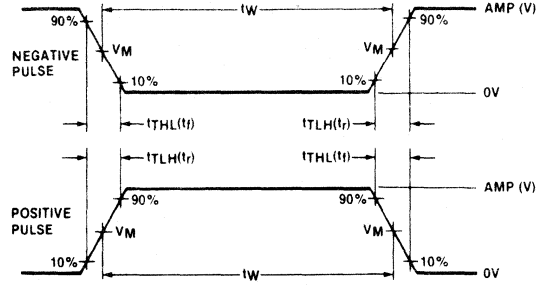 tW
AMP (V)
90%
90%
VM
VM
NEGATIVE
PULSE
10%
10%
0V
tTHL(tf)
tTLH(tr)
tTLH(tr)
tTHL(tf)
AMP (V)
90%
90%
POSITIVE
PULSE
VM
VM
10%
10%
tW
0V